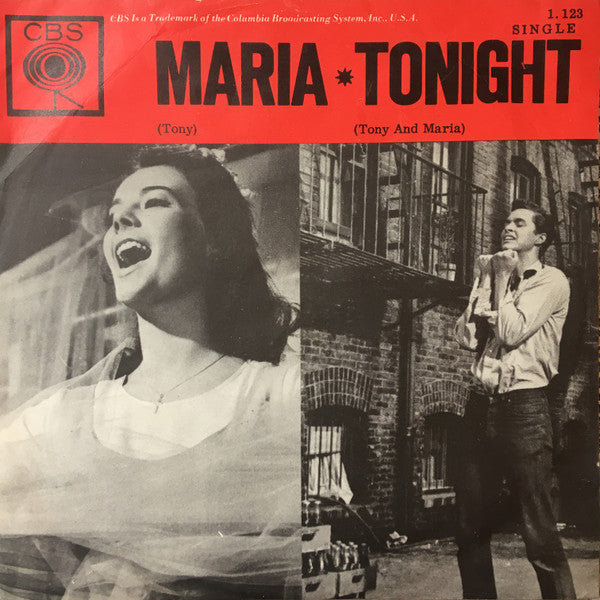 CBS Is a Trademark of the Columbia Broadcasting System, Inc., U.S.A.
1.123
SINGLE
CBS
MARIA * TONIGHT
(Tony)
(Tony And Maria)